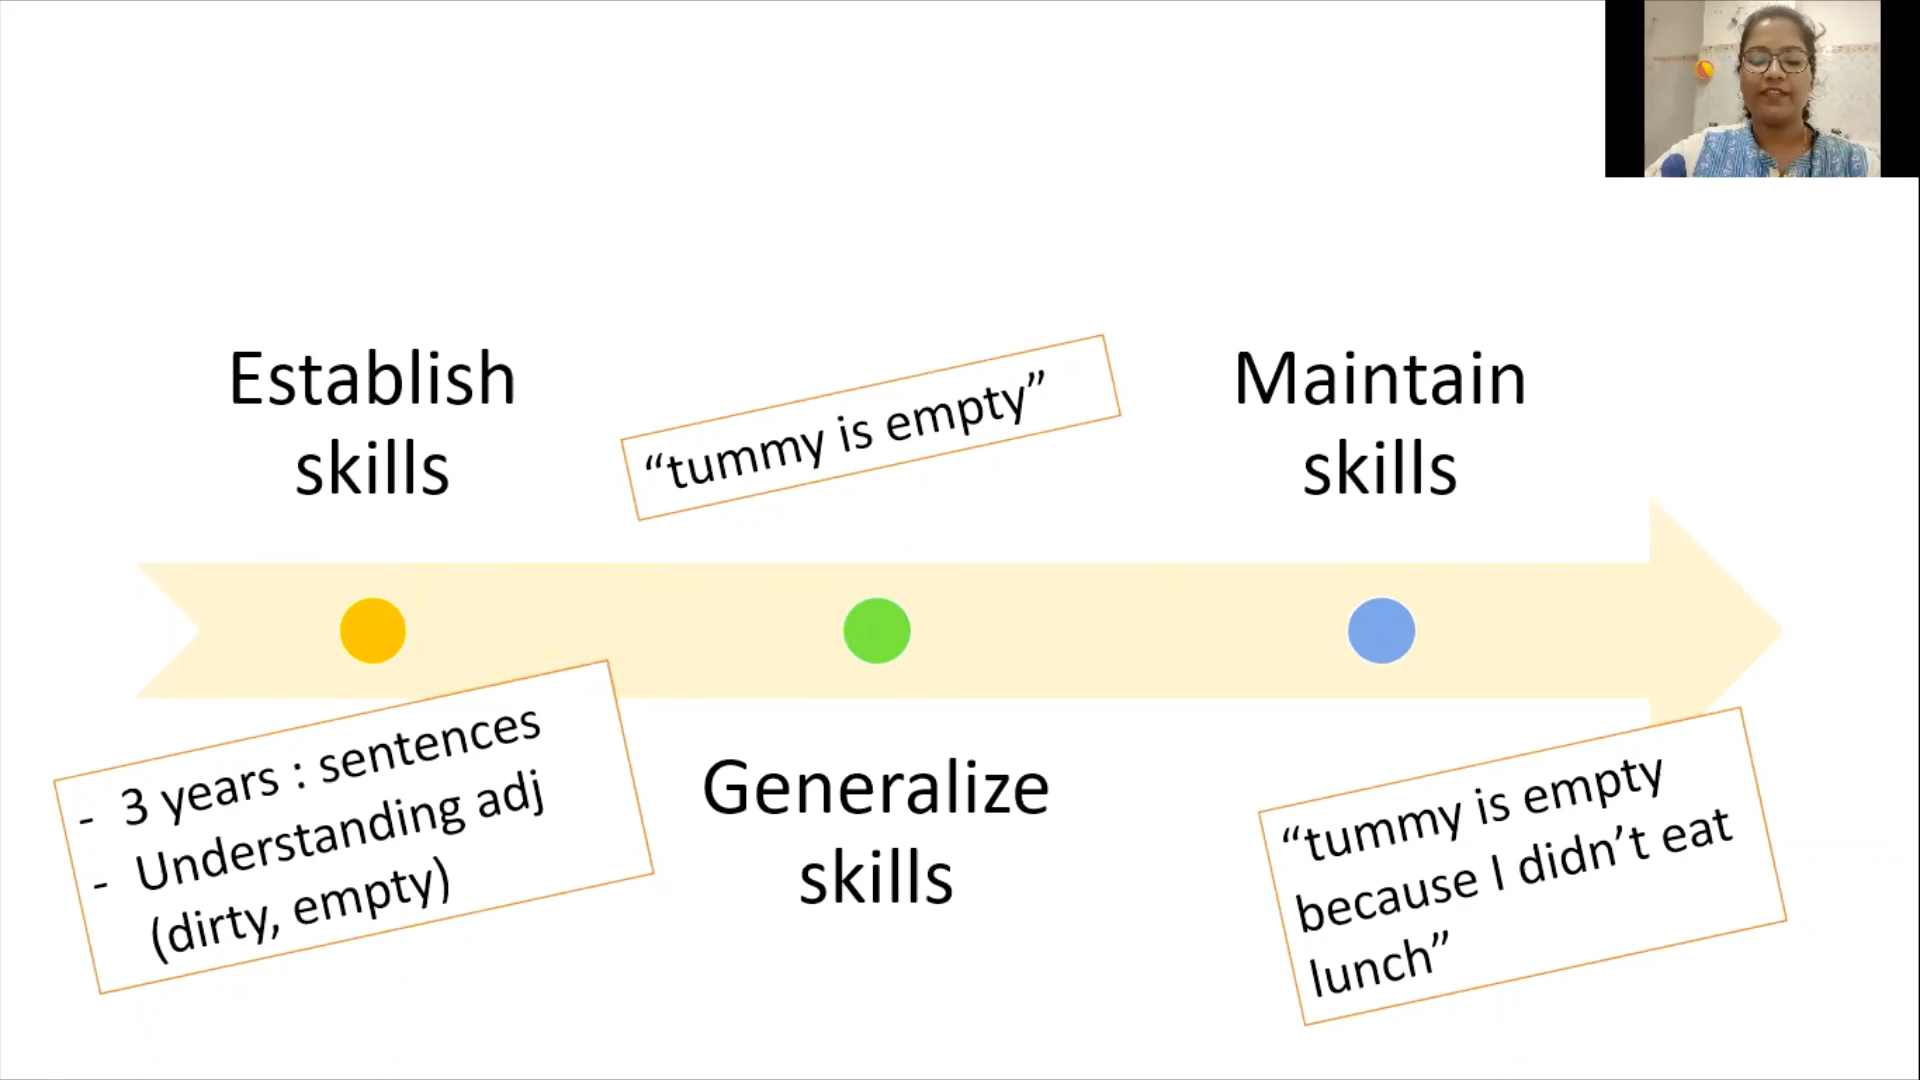 Establish
skills
“tummy is empty”
Maintain
skills
- 3 years : sentences
- Understanding adj
(dirty, empty)
Generalize
skills
“tummy is empty
because I didn’t eat
lunch”